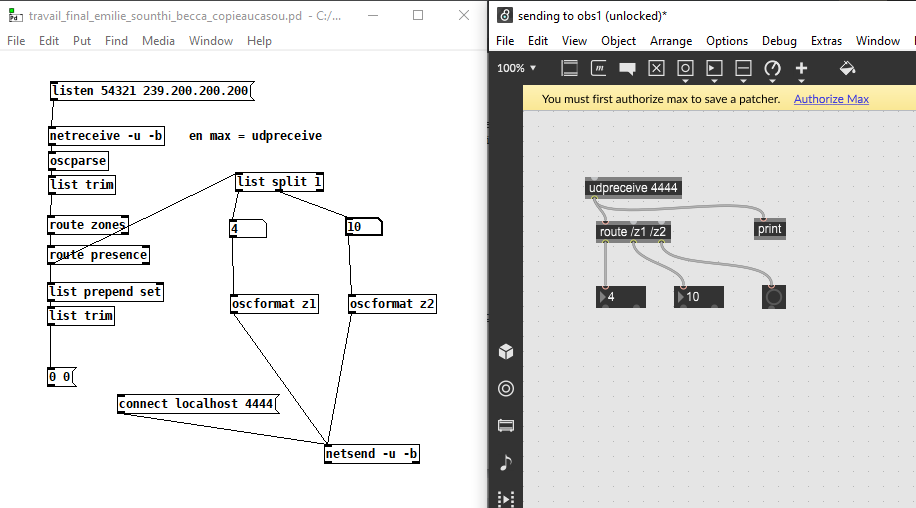 travail_final_emilie_sounthi_becca_copieaucasou.pd - C:/...
File Edit Put Find Media Window Help
listen 54321 239.200.200.200
netreceive -u -b
en max = udpreceive
oscparse
list trim
list split 1
route zones
4
10
route presence
list prepend set
oscformat z1
oscformat z2
list trim
0 0
connect localhost 4444
netsend -u -b
sending to obs1 (unlocked)*
File Edit View Object Arrange Options Debug Extras Window
100%
You must first authorize max to save a patcher. Authorize Max
udpreceive 4444
route /z1 /z2
print
4
10